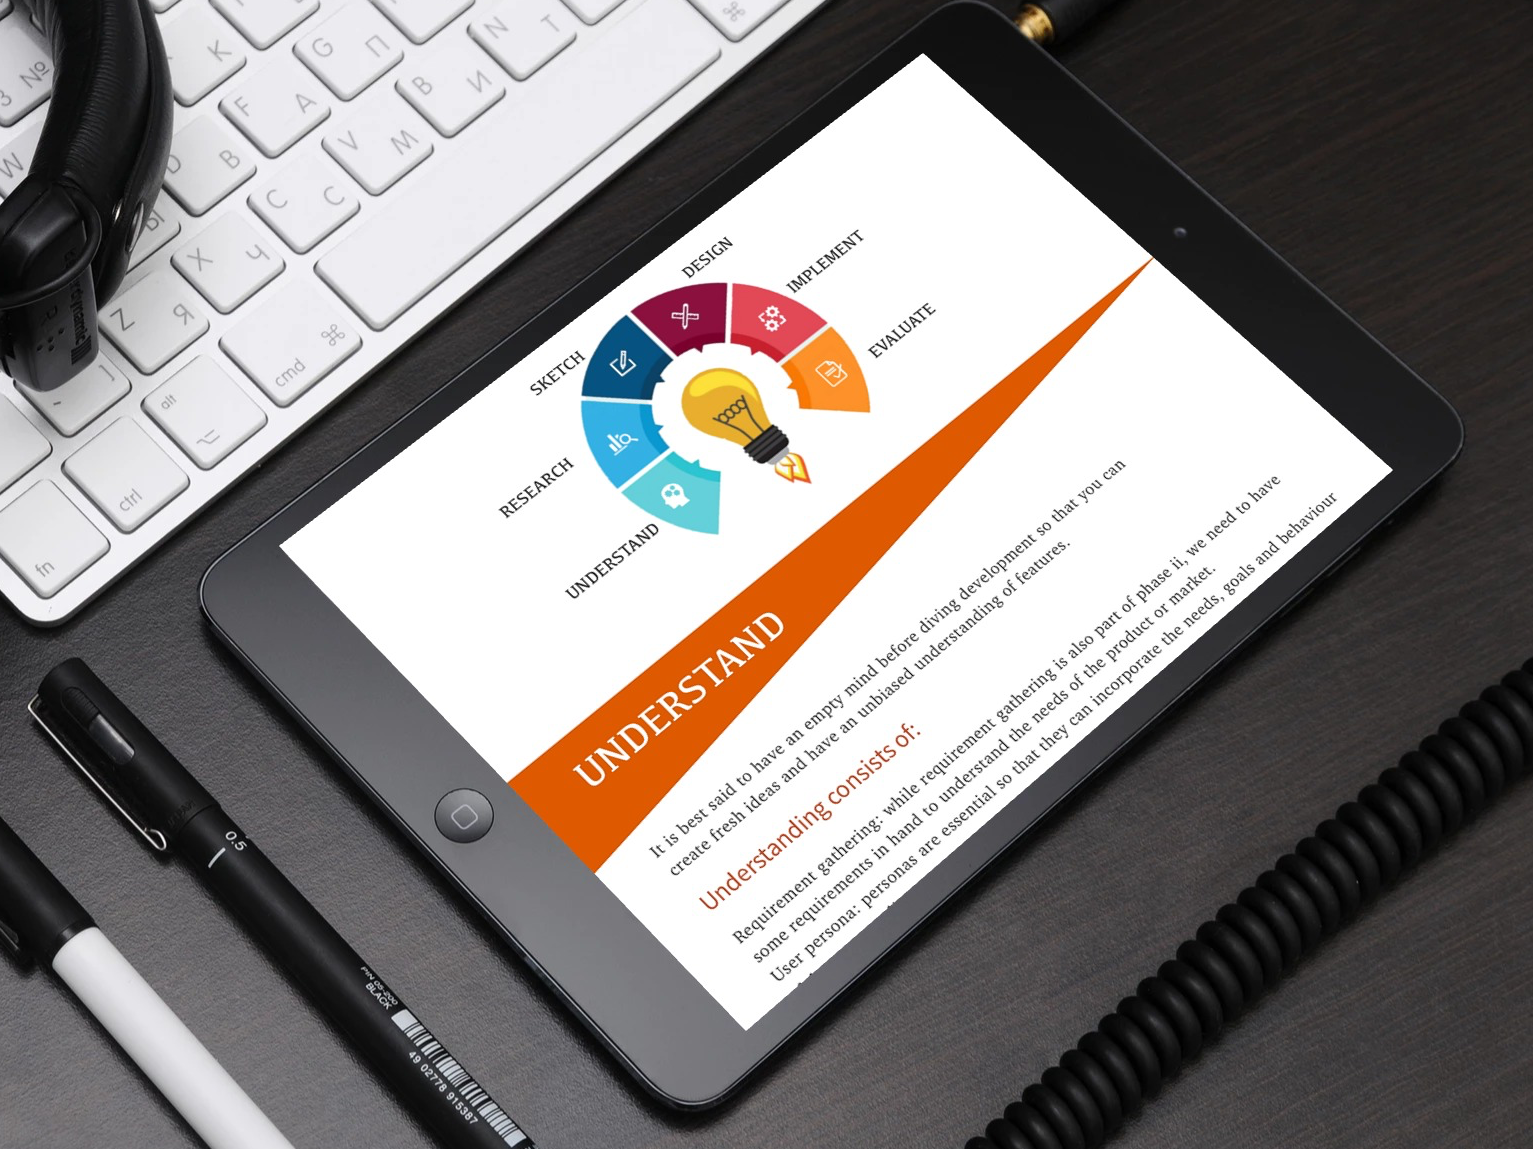 DESIGN
IMPLEMENT
SKETCH
EVALUATE
RESEARCH
UNDERSTAND
UNDERSTAND
It is best said to have an empty mind before diving development so that you can
create fresh ideas and have an unbiased understanding of features.
Understanding consists of:
Requirement gathering: while requirement gathering is also part of phase ii, we need to have
some requirements in hand to understand the needs of the product or market.
User persona: personas are essential so that they can incorporate the needs, goals and behaviour
3 №
K
G П
N Т
⌘
F А
В И
W
D В
V М
C С
Ы
X Ч
Z Я
⌘
cmd
alt
ctrl
fn
0.5
PIN 05-200
BLACK
49 02778 915387